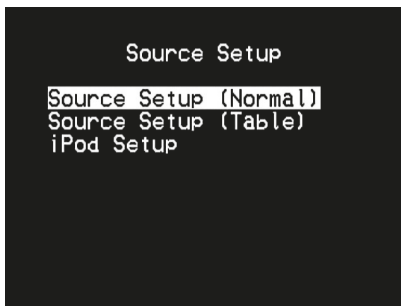 Source Setup
Source Setup (Normal)
Source Setup (Table)
iPod Setup